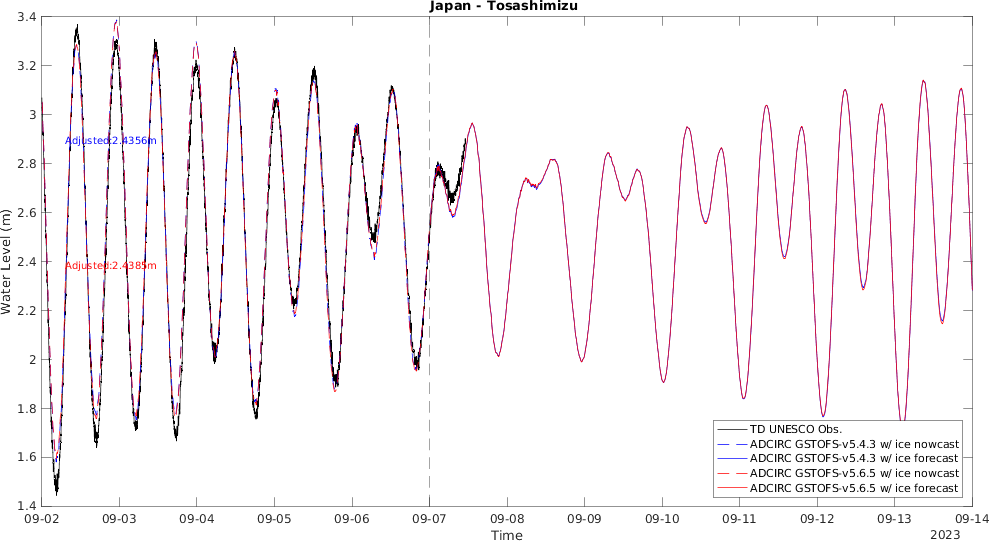 Japan - Tosashimizu
Water Level (m)
3.4
3.2
3
2.8
2.6
2.4
2.2
2
1.8
1.6
1.4
Adjusted:2.4356m
Adjusted:2.4385m
TD UNESCO Obs.
ADCIRC GSTOFS-v5.4.3 w/ ice nowcast
ADCIRC GSTOFS-v5.4.3 w/ ice forecast
ADCIRC GSTOFS-v5.6.5 w/ ice nowcast
ADCIRC GSTOFS-v5.6.5 w/ ice forecast
09-02 09-03 09-04 09-05 09-06 09-07 09-08 09-09 09-10 09-11 09-12 09-13 09-14
Time
2023